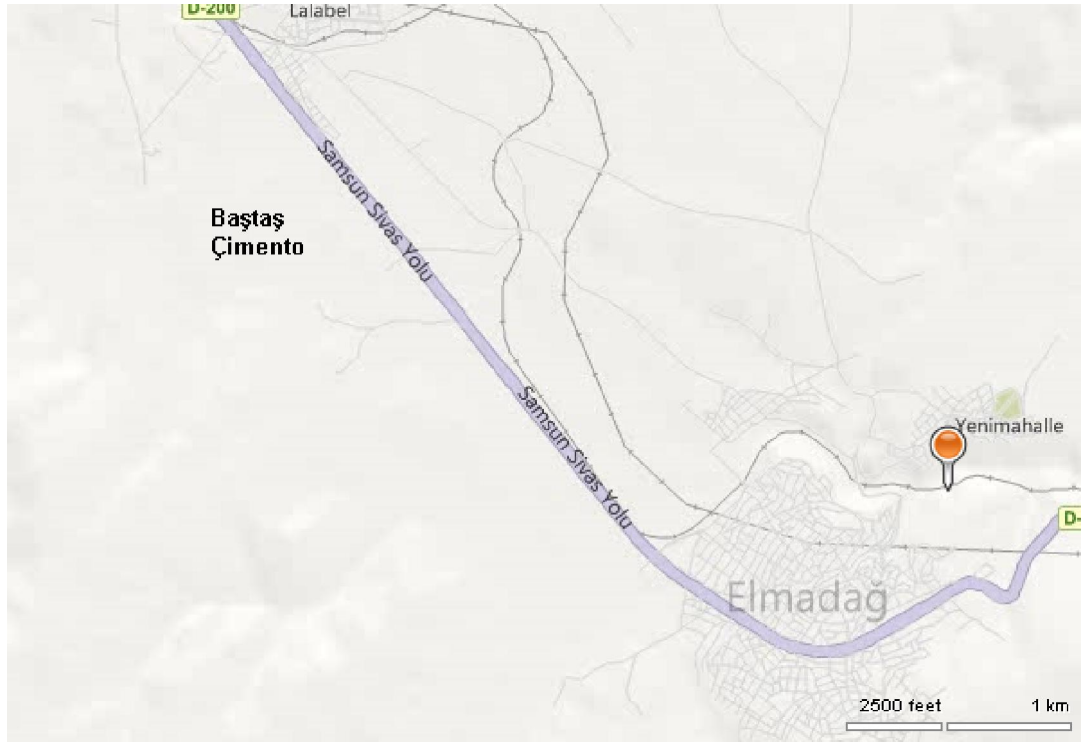 D-200
Lalabel
Samsun Sivas Yolu
Baştaş
Çimento
Samsun Sivas Yolu
Yenimahalle
D-
Elmadağ
2500 feet 1 km